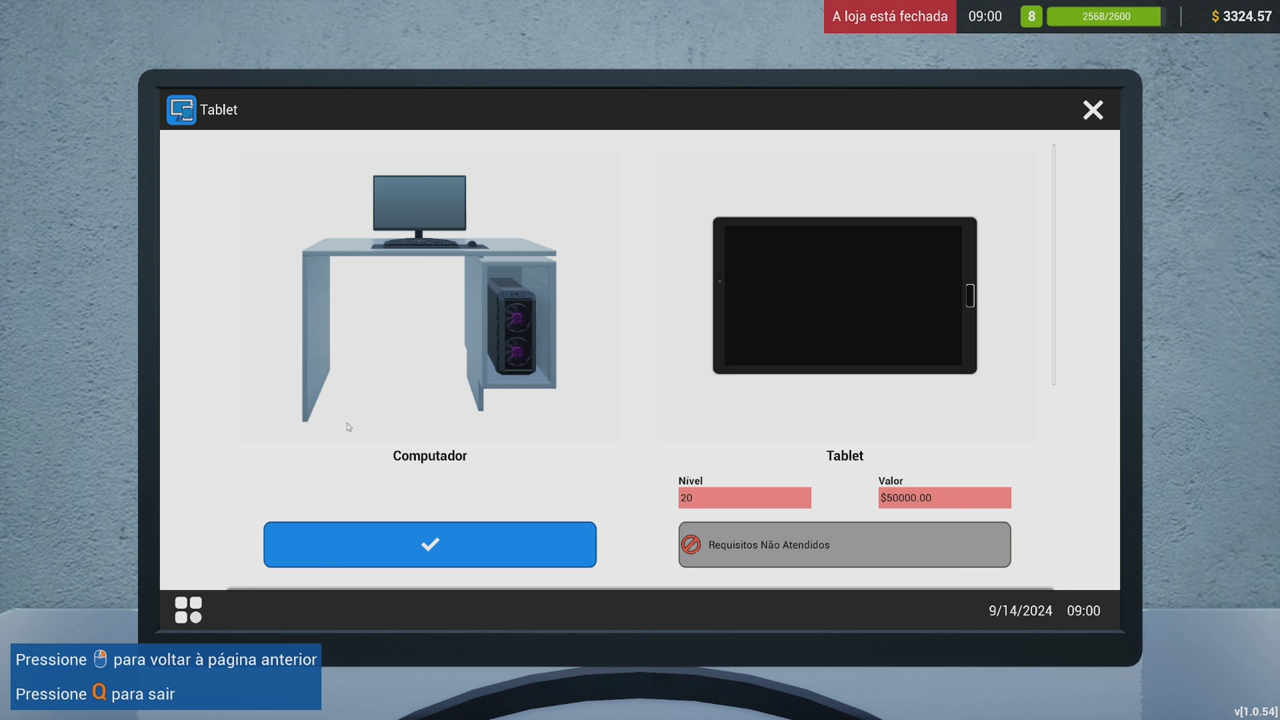 A loja está fechada
09:00
8
2568/2600
$ 3324.57
Tablet
Computador
Tablet
Nível
Valor
20
$50000.00
Requisitos Não Atendidos
9/14/2024
09:00
Pressione para voltar à página anterior
Pressione Q para sair
v[1.0.54]